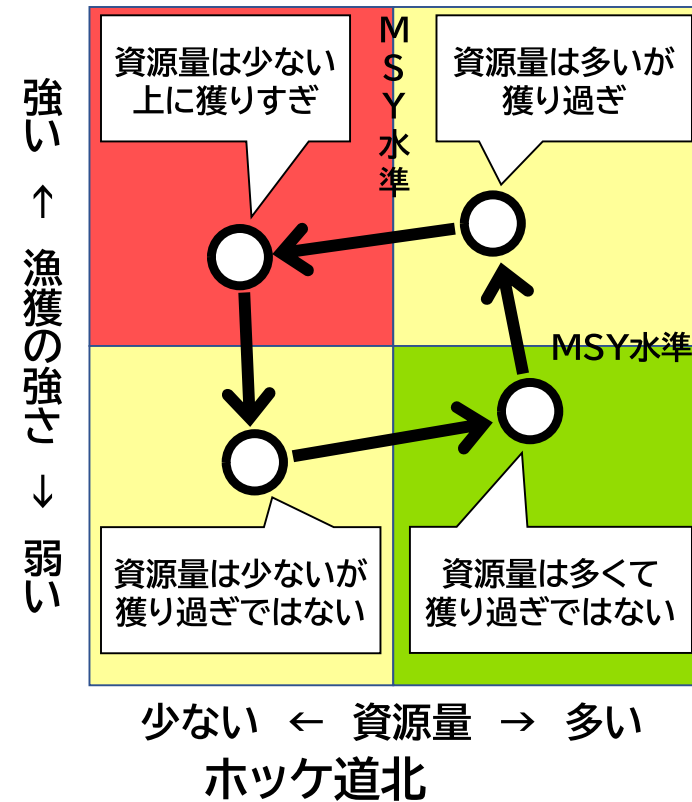 資源量は少ない
上に獲りすぎ
MSY水準
資源量は多いが
獲り過ぎ
強い ↑ 漁獲の強さ ↓ 弱い
MSY水準
資源量は少ないが
獲り過ぎではない
資源量は多くて
獲り過ぎではない
少ない ← 資源量 → 多い
ホッケ道北